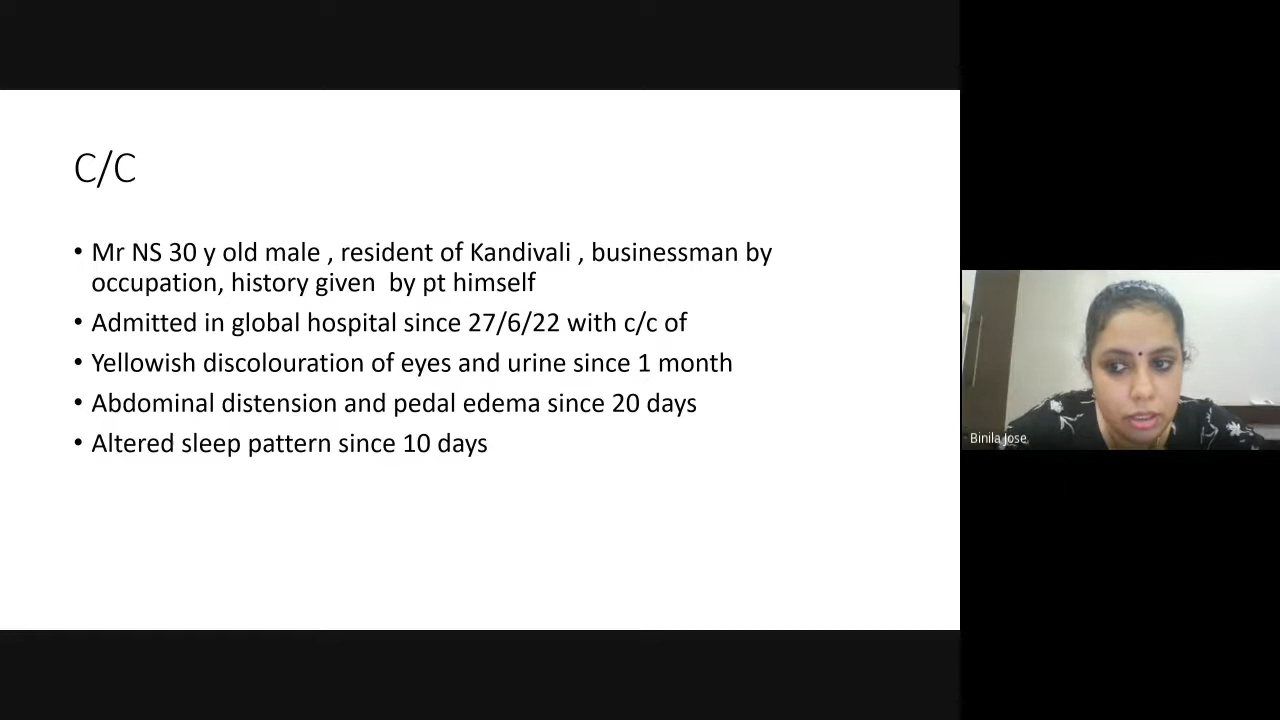 C/C
• Mr NS 30 y old male , resident of Kandivali , businessman by
occupation, history given  by pt himself
• Admitted in global hospital since 27/6/22 with c/c of
• Yellowish discolouration of eyes and urine since 1 month
• Abdominal distension and pedal edema since 20 days
• Altered sleep pattern since 10 days
Binila Jose